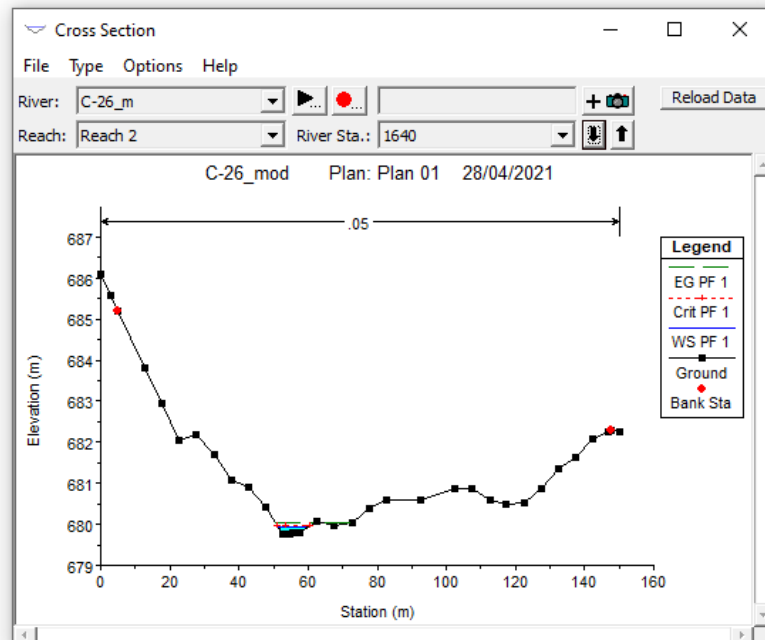 Cross Section
File Type Options Help
River: C-26_m ... ... + Reload Data
Reach: Reach 2 River Sta.: 1640
C-26_mod Plan: Plan 01 28/04/2021
.05
687
686
685
684
683
682
681
680
679
Elevation (m)
0 20 40 60 80 100 120 140 160
Station (m)
Legend
EG PF 1
Crit PF 1
WS PF 1
Ground
Bank Sta